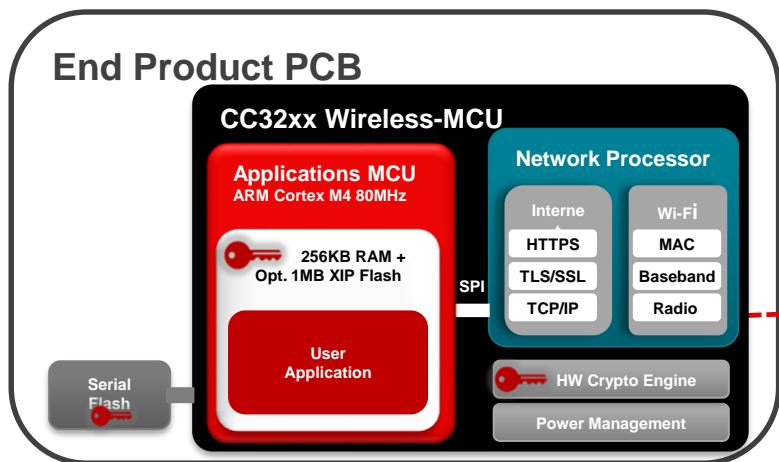 End Product PCB
CC32xx Wireless-MCU
Applications MCU
ARM Cortex M4 80MHz
256KB RAM +
Opt. 1MB XIP Flash
User
Application
SPI
Network Processor
Interne
t
HTTPS
TLS/SSL
TCP/IP
Wi-Fi
MAC
Baseband
Radio
HW Crypto Engine
Power Management
Serial
Flash